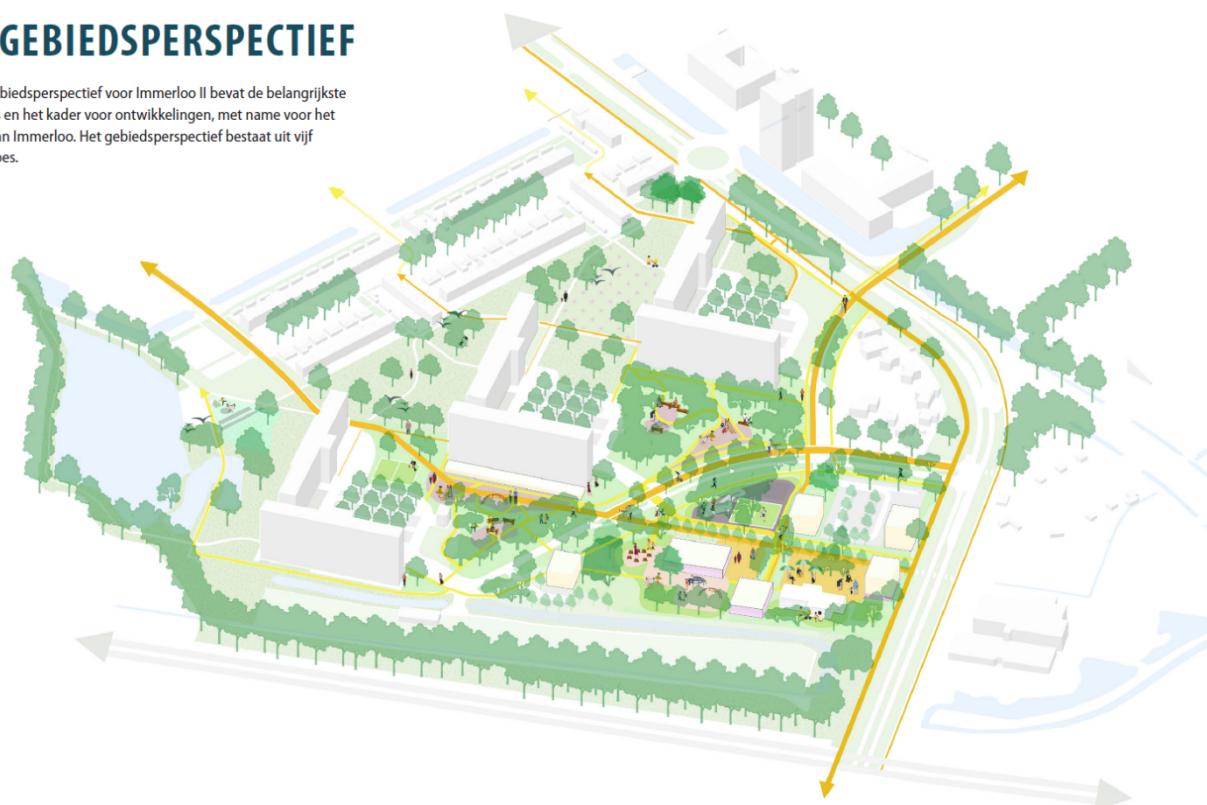 GEBIEDSPERSPECTIEF
biedsperspectief voor Immerloo II bevat de belangrijkste
en het kader voor ontwikkelingen, met name voor het
an Immerloo. Het gebiedsperspectief bestaat uit vijf
es.